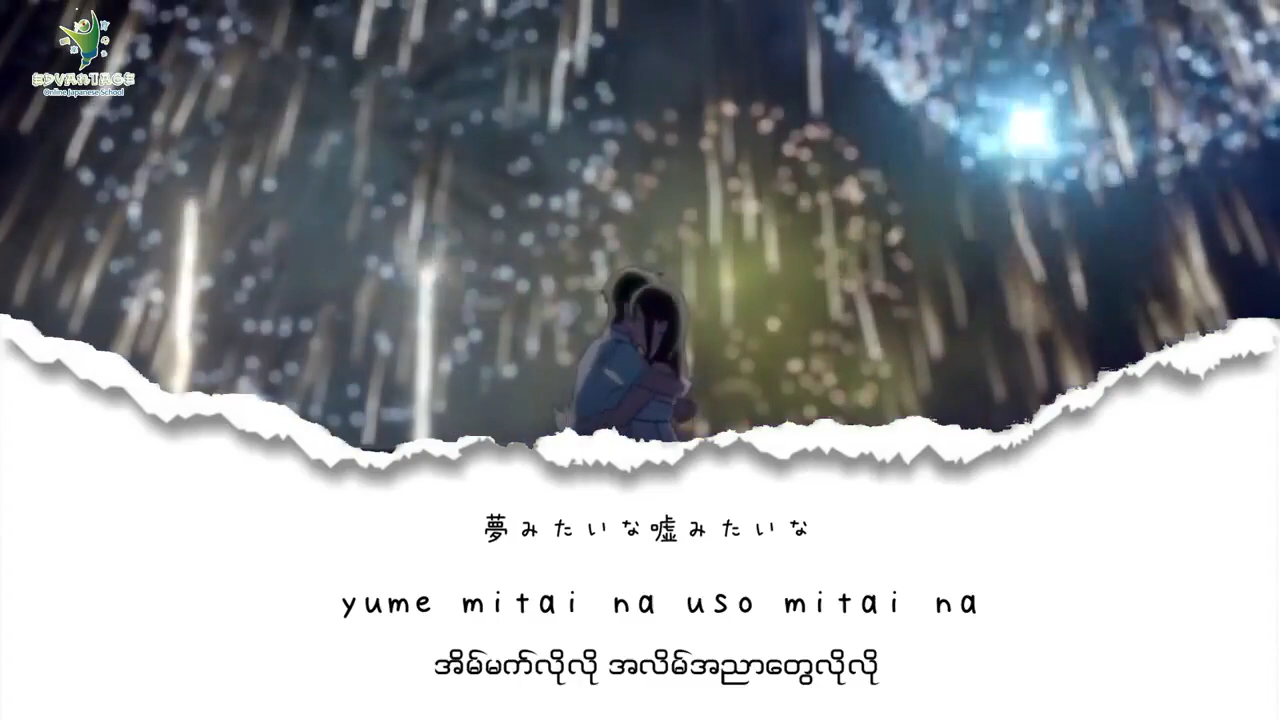 EDVANTAGE
Online Japanese School
夢みたいな嘘みたいな
yume mitai na uso mitai na
အိမ်မက်လိုလို အလိမ်အညာတွေလိုလို